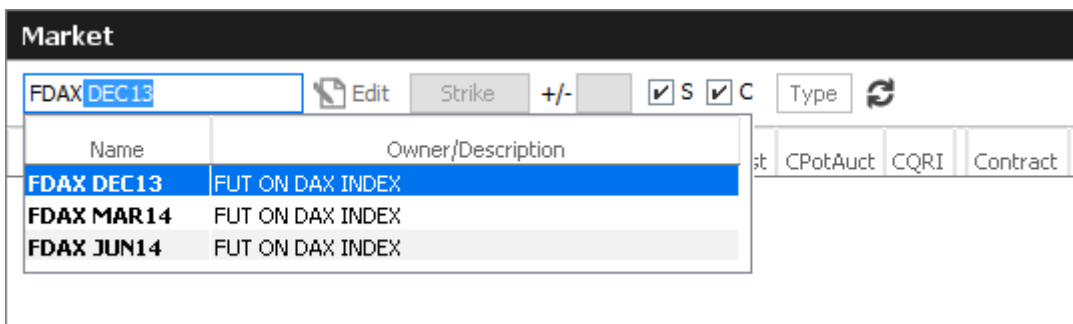 Market
FDAX DEC13 Edit Strike +/- S C Type
Name Owner/Description CPotAuct CQRI Contract
FDAX DEC13 FUT ON DAX INDEX
FDAX MAR14 FUT ON DAX INDEX
FDAX JUN14 FUT ON DAX INDEX